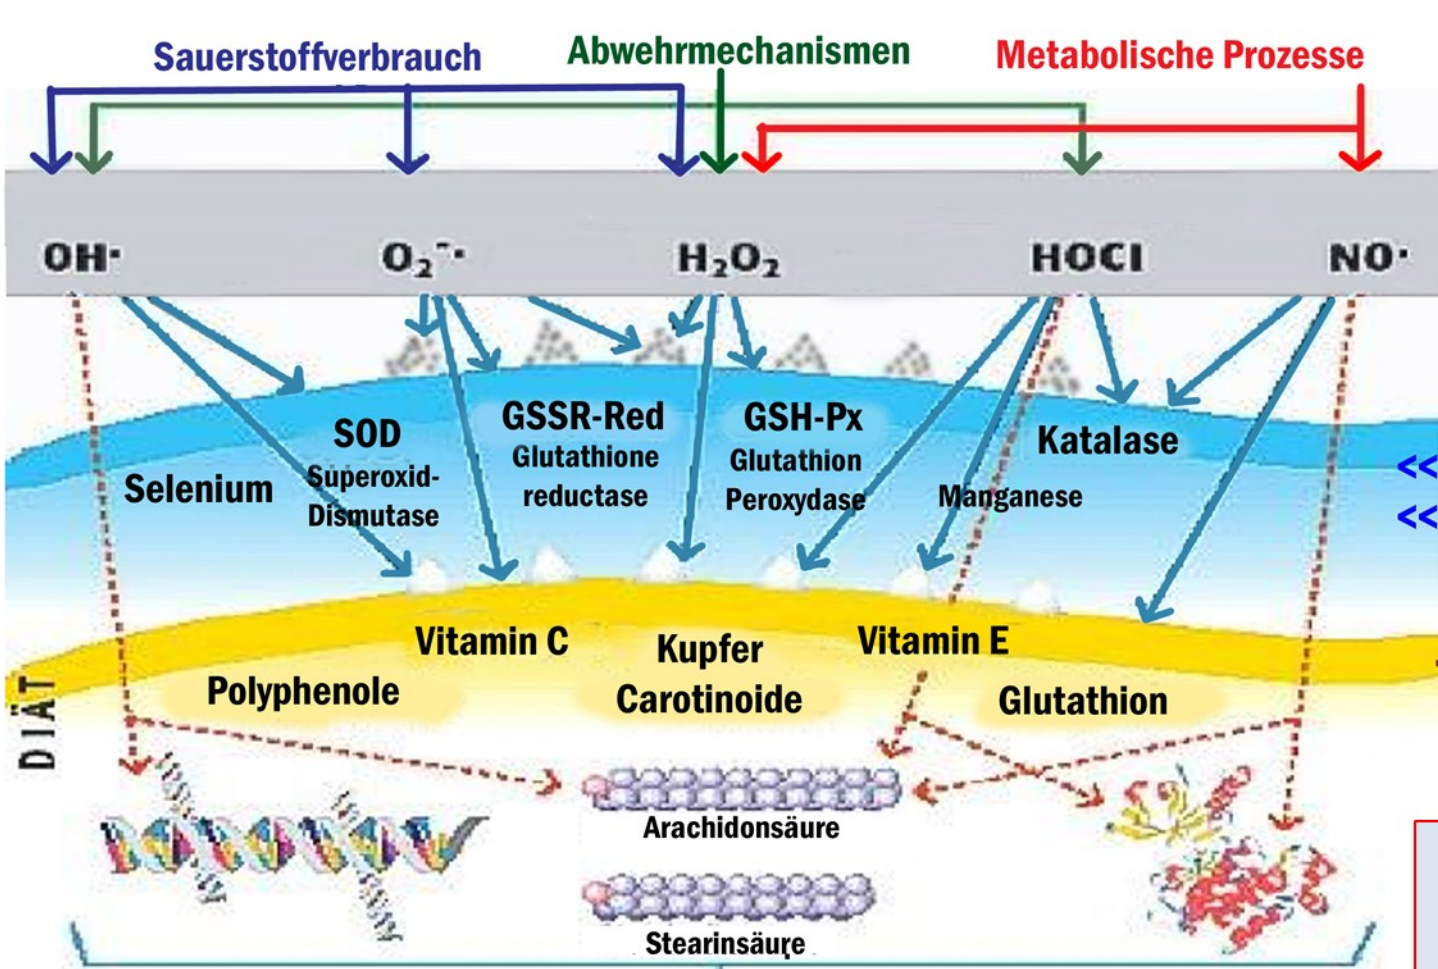 Sauerstoffverbrauch
Abwehrmechanismen
Metabolische Prozesse
OH·
O₂⁻·
H₂O₂
HOCl
NO·
SOD
Superoxid-
Dismutase
GSSR-Red
Glutathione
reductase
GSH-Px
Glutathion
Peroxydase
Katalase
Selenium
Manganese
<<
<<
Vitamin C
Kupfer
Vitamin E
Polyphenole
Carotinoide
Glutathion
DIÄT
Arachidonsäure
Stearinsäure